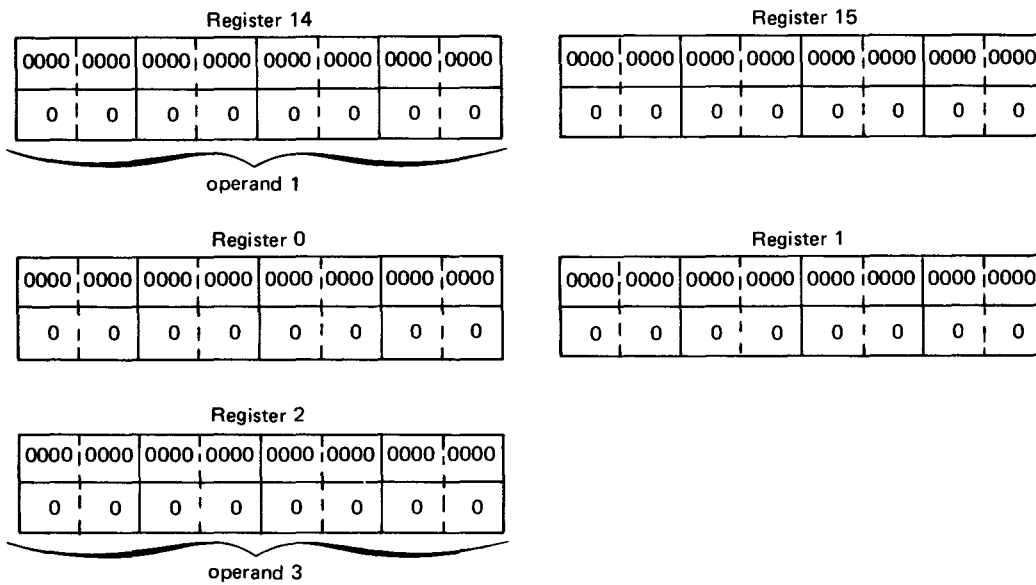 Register 14 Register 15
0000 0000 0000 0000 0000 0000 0000 0000 0000 0000 0000 0000 0000 0000 0000 0000
0 0 0 0 0 0 0 0 0 0 0 0 0 0 0 0
operand 1
Register 0 Register 1
0000 0000 0000 0000 0000 0000 0000 0000 0000 0000 0000 0000 0000 0000 0000 0000
0 0 0 0 0 0 0 0 0 0 0 0 0 0 0 0
Register 2
0000 0000 0000 0000 0000 0000 0000 0000
0 0 0 0 0 0 0 0
operand 3